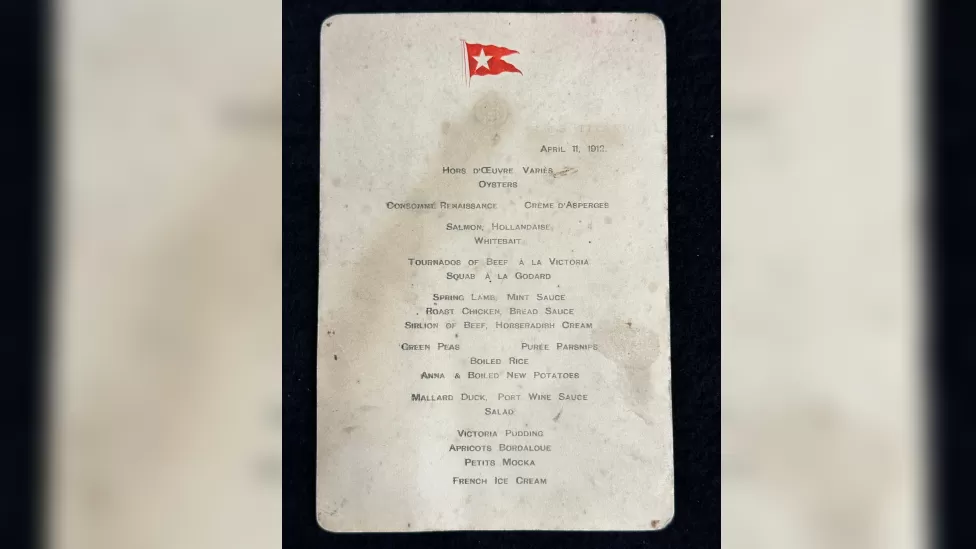 APRIL 11, 1912.
HORS D'ŒUVRE VARIÉS
OYSTERS
CONSOMMÉ RENAISSANCE CRÈME D'ASPERGES
SALMON, HOLLANDAISE
WHITEBAIT
TOURNADOS OF BEEF À LA VICTORIA
SQUAB À LA GODARD
SPRING LAMB, MINT SAUCE
ROAST CHICKEN, BREAD SAUCE
SIRLION OF BEEF, HORSERADISH CREAM
GREEN PEAS PURÉE PARSNIPS
BOILED RICE
ANNA & BOILED NEW POTATOES
MALLARD DUCK, PORT WINE SAUCE
SALAD
VICTORIA PUDDING
APRICOTS BORDALOUE
PETITS MOCKA
FRENCH ICE CREAM